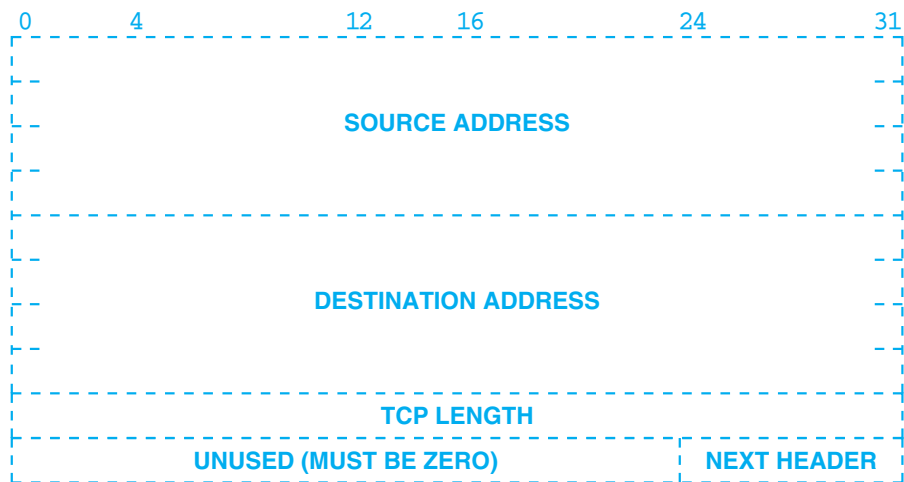 0 4 12 16 24 31
SOURCE ADDRESS
DESTINATION ADDRESS
TCP LENGTH
UNUSED (MUST BE ZERO) NEXT HEADER